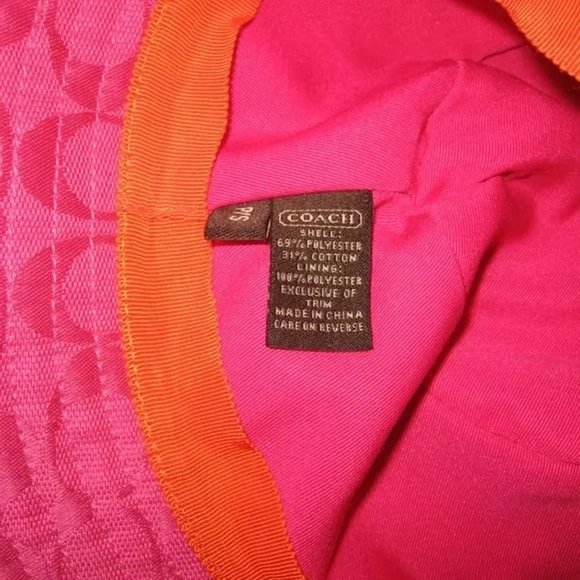 P/S
COACH
SHELL:
69% POLYESTER
31% COTTON
LINING:
100% POLYESTER
EXCLUSIVE OF
TRIM
MADE IN CHINA
CARE ON REVERSE